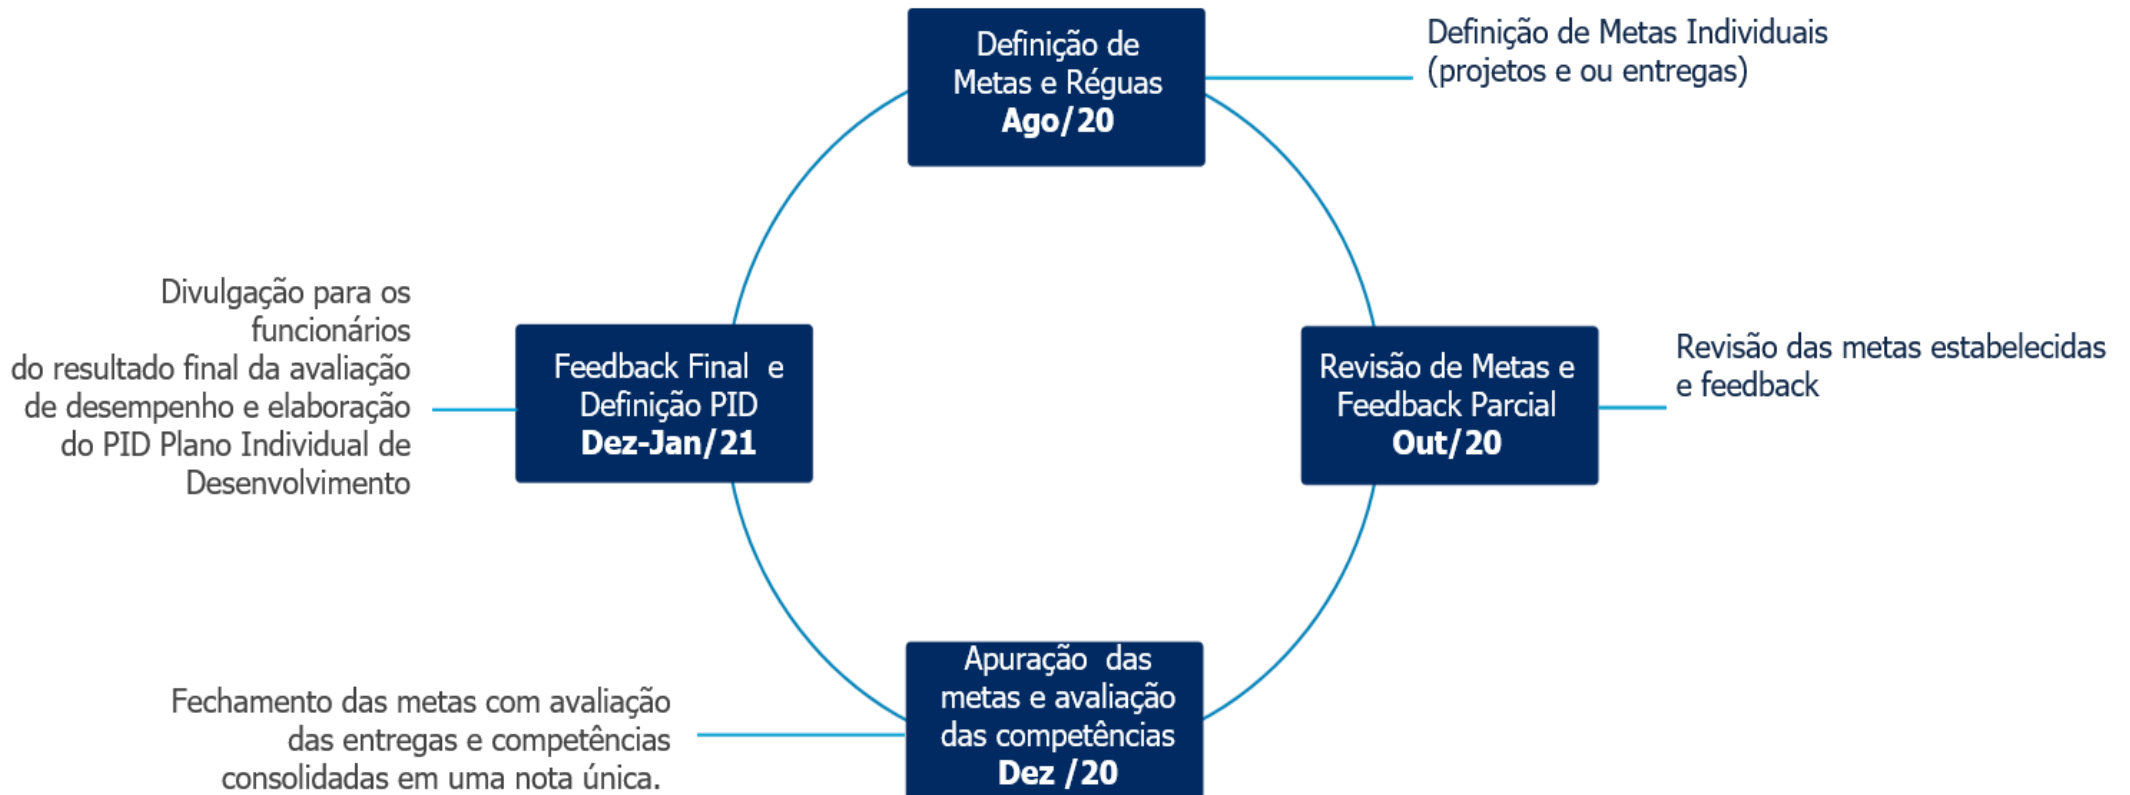 Definição de
Metas e Réguas
Ago/20
Definição de Metas Individuais
(projetos e ou entregas)
Revisão de Metas e
Feedback Parcial
Out/20
Revisão das metas estabelecidas
e feedback
Apuração das
metas e avaliação
das competências
Dez /20
Fechamento das metas com avaliação
das entregas e competências
consolidadas em uma nota única.
Feedback Final e
Definição PID
Dez-Jan/21
Divulgação para os
funcionários
do resultado final da avaliação
de desempenho e elaboração
do PID Plano Individual de
Desenvolvimento